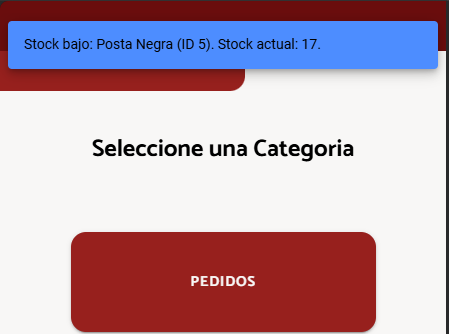 Stock bajo: Posta Negra (ID 5). Stock actual: 17.
Seleccione una Categoria
PEDIDOS